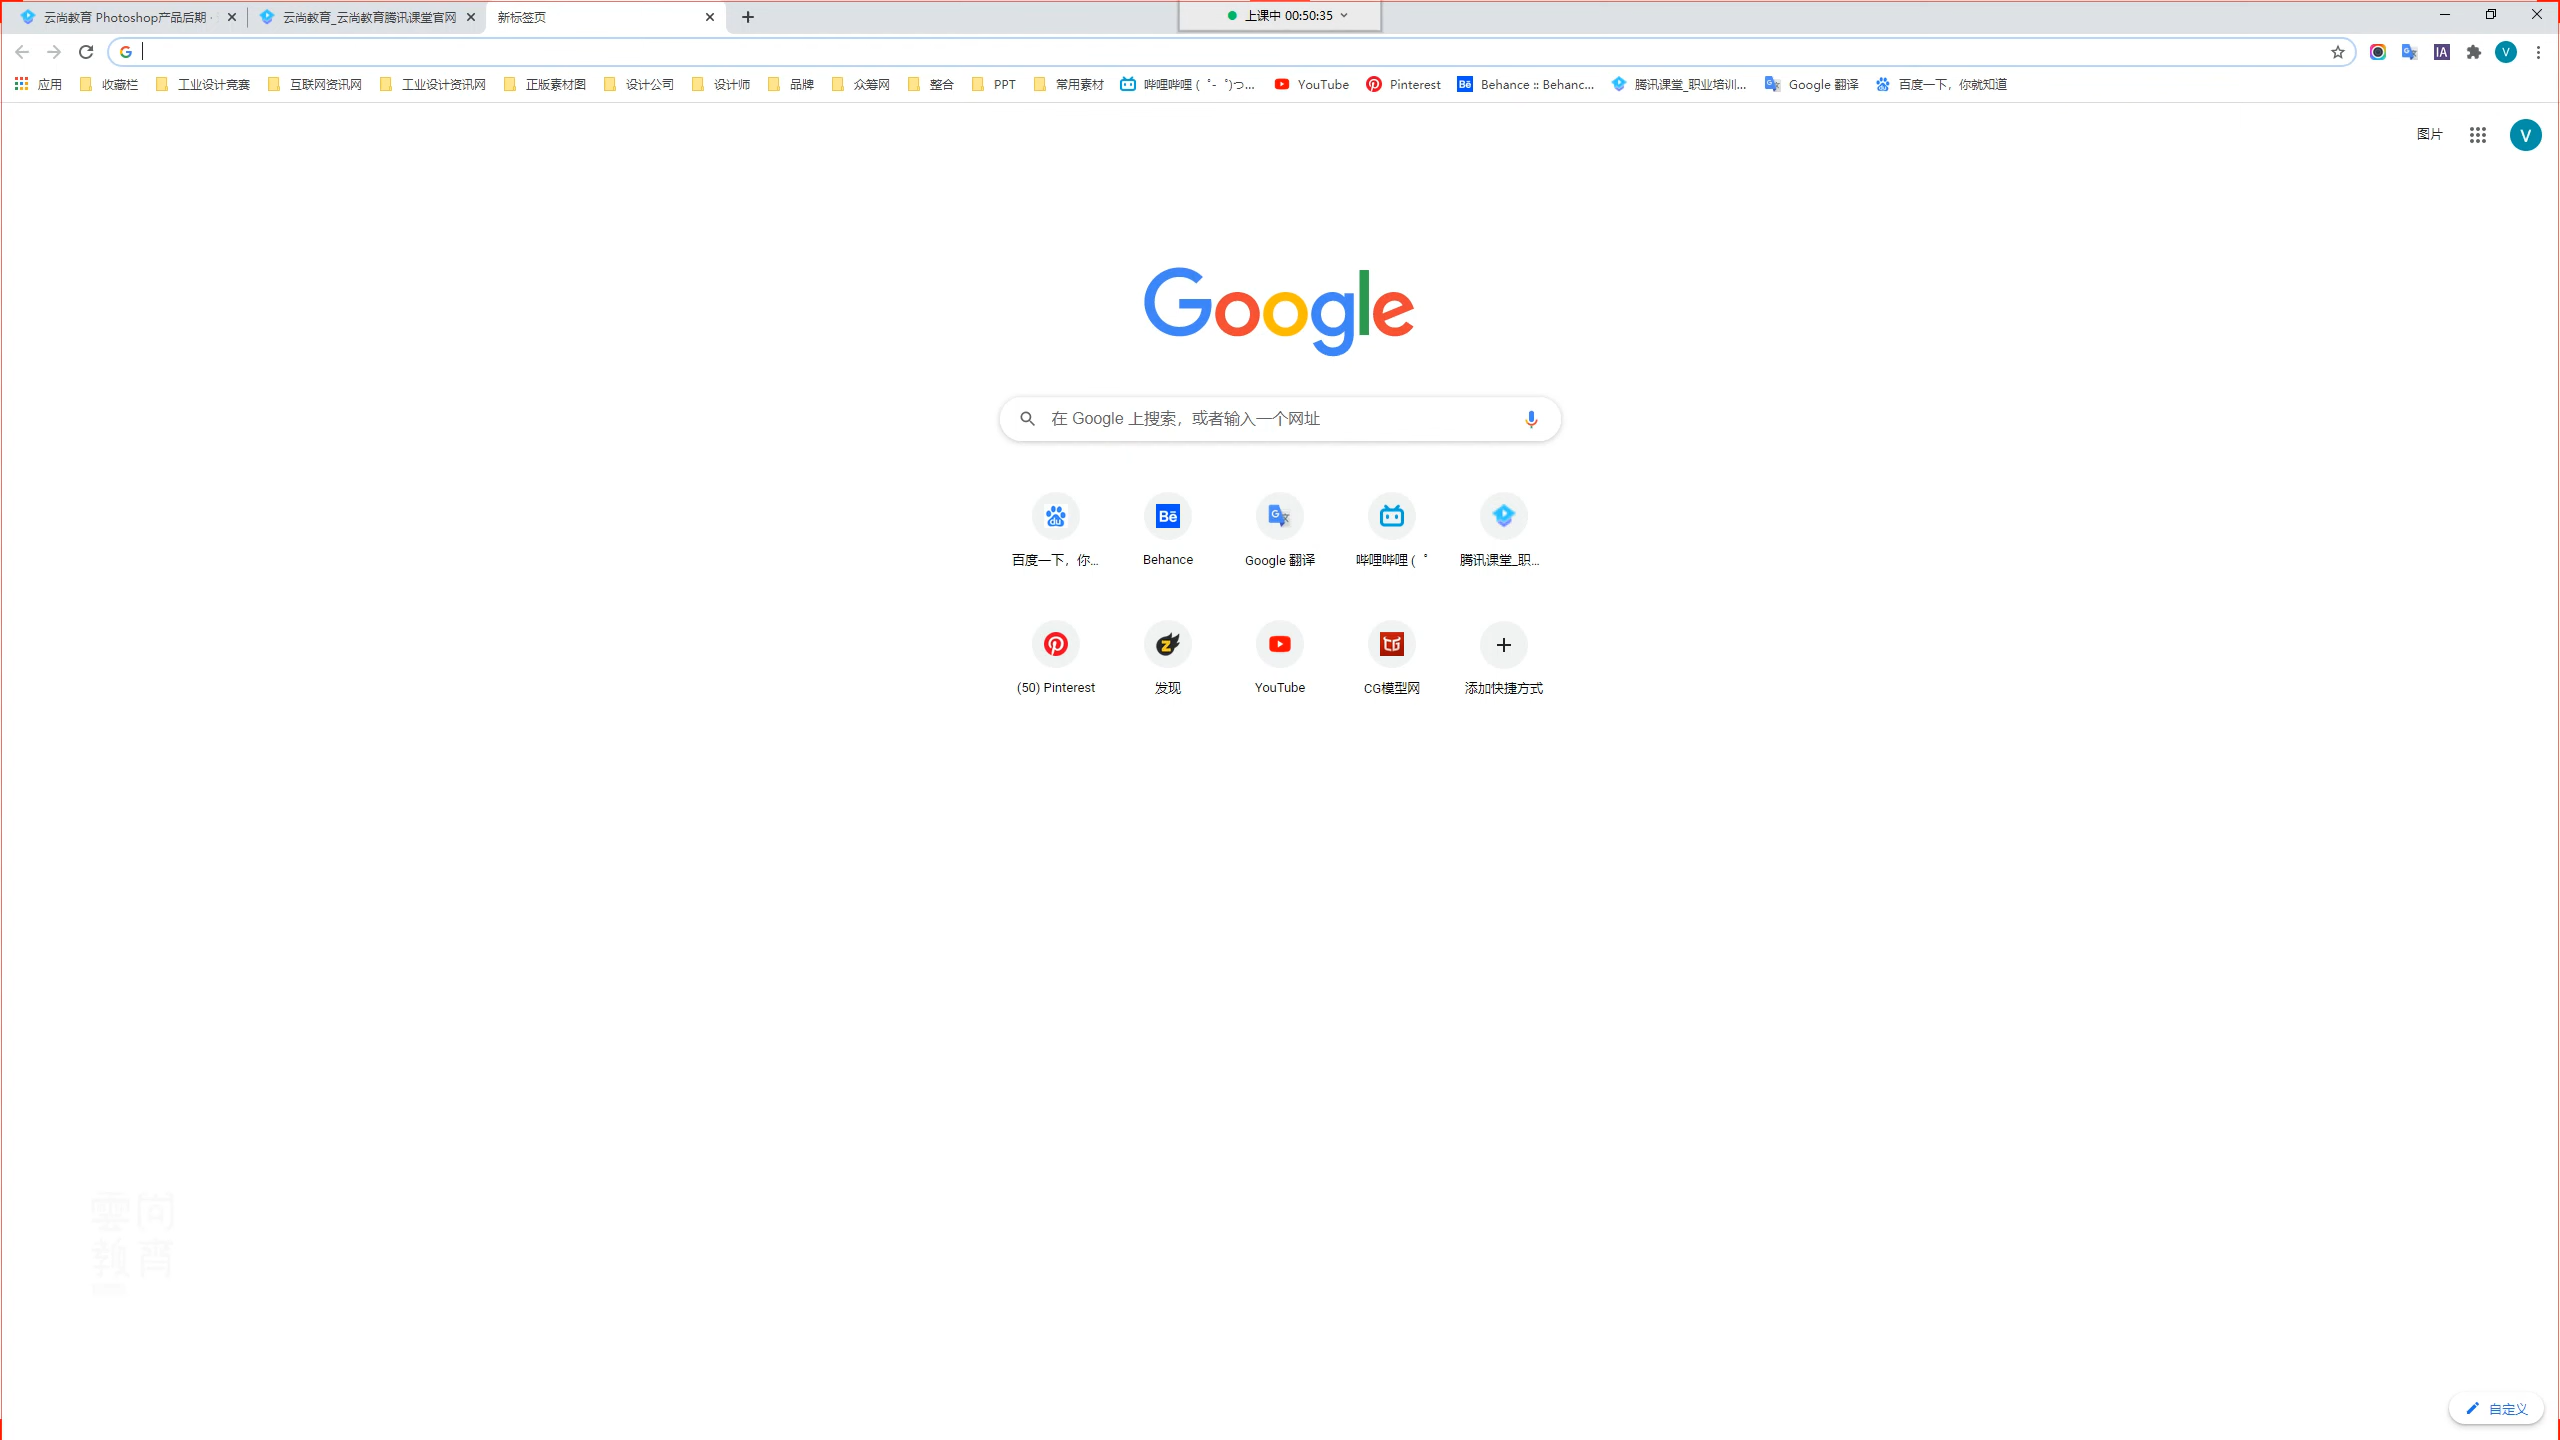 云尚教育 Photoshop产品后期 · 云尚教育_云尚教育腾讯课堂官网 新标签页 上课中 00:50:35
应用 收藏栏 工业设计竞赛 互联网资讯网 工业设计资讯网 正版素材图 设计公司 设计师 品牌 众筹网 整合 PPT 常用素材 哔哩哔哩 ( ゜- ゜)つ... YouTube Pinterest Behance :: Behanc... 腾讯课堂_职业培训... Google 翻译 百度一下，你就知道
图片 V
Google
在 Google 上搜索，或者输入一个网址
百度一下，你... Behance Google 翻译 哔哩哔哩 ( ゜ 腾讯课堂_职...
(50) Pinterest 发现 YouTube CG模型网 添加快捷方式
自定义